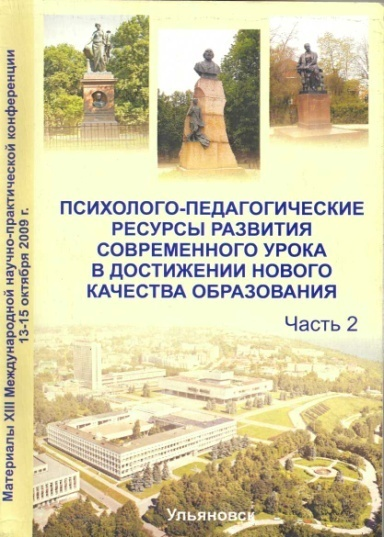 Материалы XIII Международной научно-практической конференции
13-15 октября 2009 г.
ПСИХОЛОГО-ПЕДАГОГИЧЕСКИЕ
РЕСУРСЫ РАЗВИТИЯ
СОВРЕМЕННОГО УРОКА
В ДОСТИЖЕНИИ НОВОГО
КАЧЕСТВА ОБРАЗОВАНИЯ
Часть 2
Ульяновск